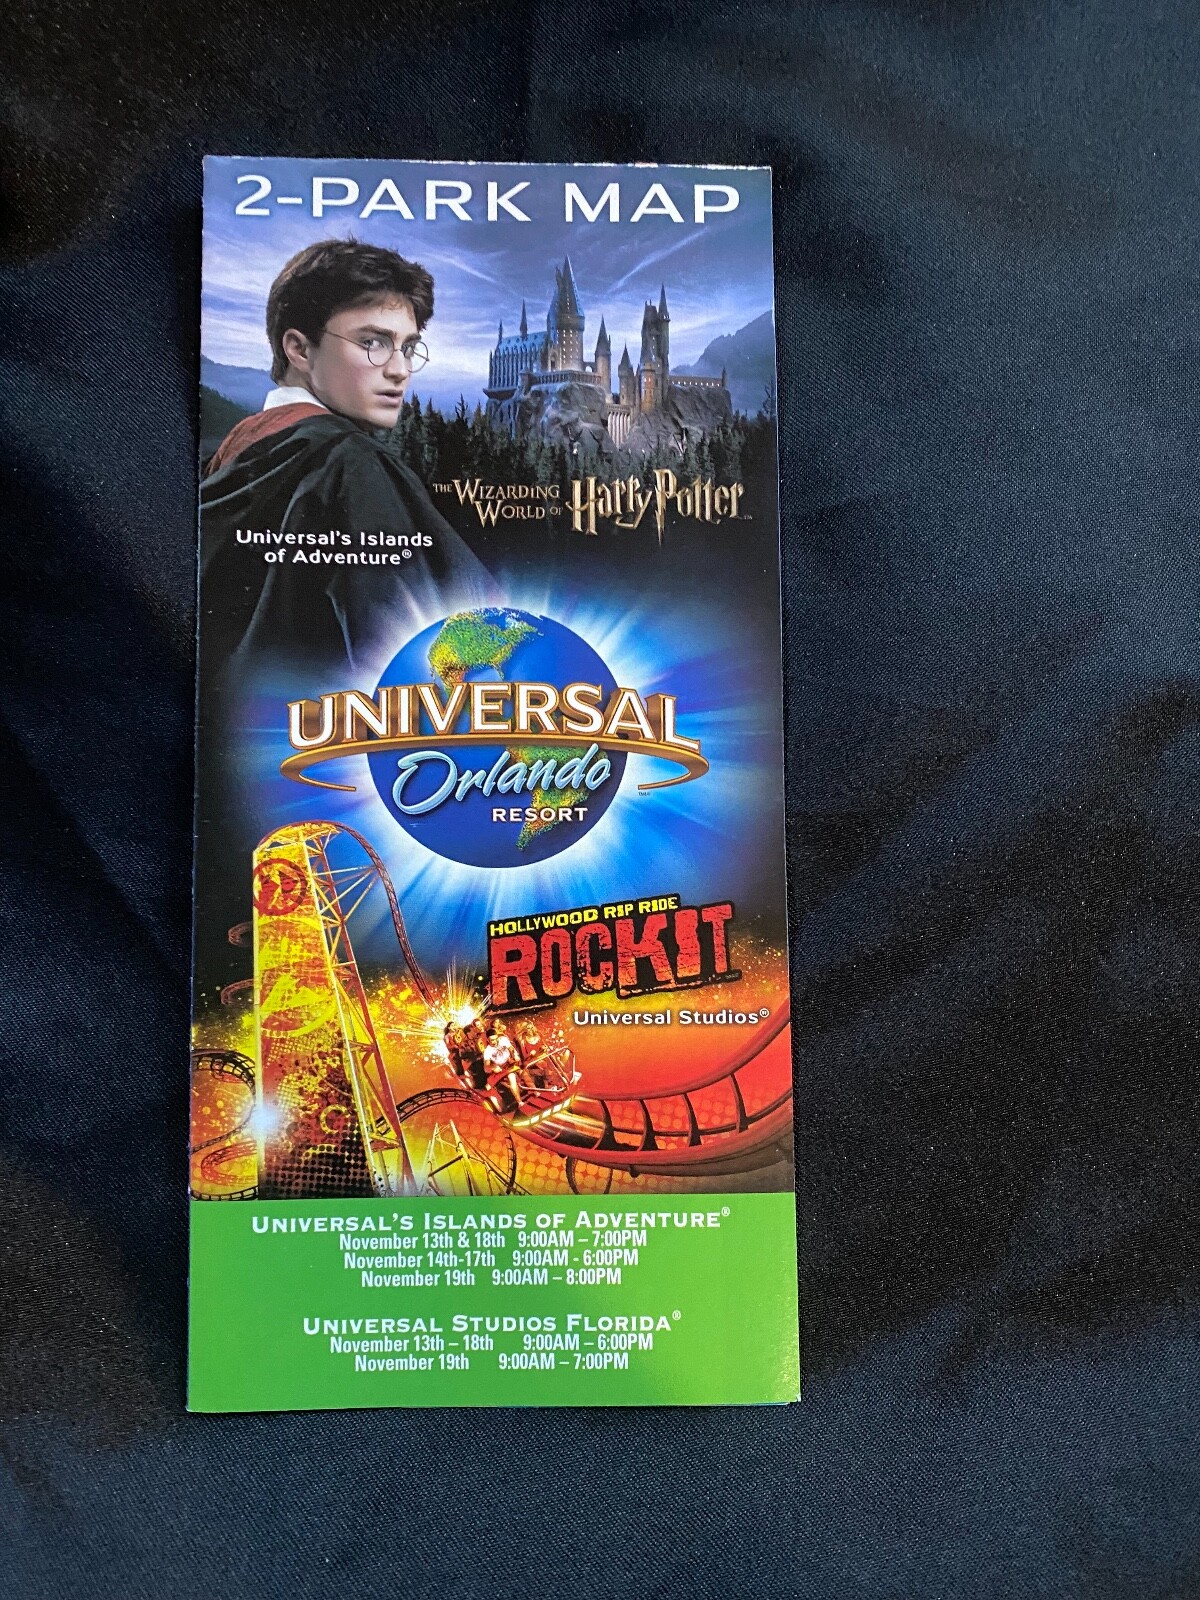 2-PARK MAP
THE WIZARDING
WORLD OF Harry Potter
Universal's Islands
of Adventure®
UNIVERSAL
Orlando
RESORT
HOLLYWOOD RIP RIDE
ROCKIT
Universal Studios®
UNIVERSAL'S ISLANDS OF ADVENTURE®
November 13th & 18th 9:00AM – 7:00PM
November 14th-17th 9:00AM - 6:00PM
November 19th 9:00AM – 8:00PM
UNIVERSAL STUDIOS FLORIDA®
November 13th – 18th 9:00AM – 6:00PM
November 19th 9:00AM – 7:00PM